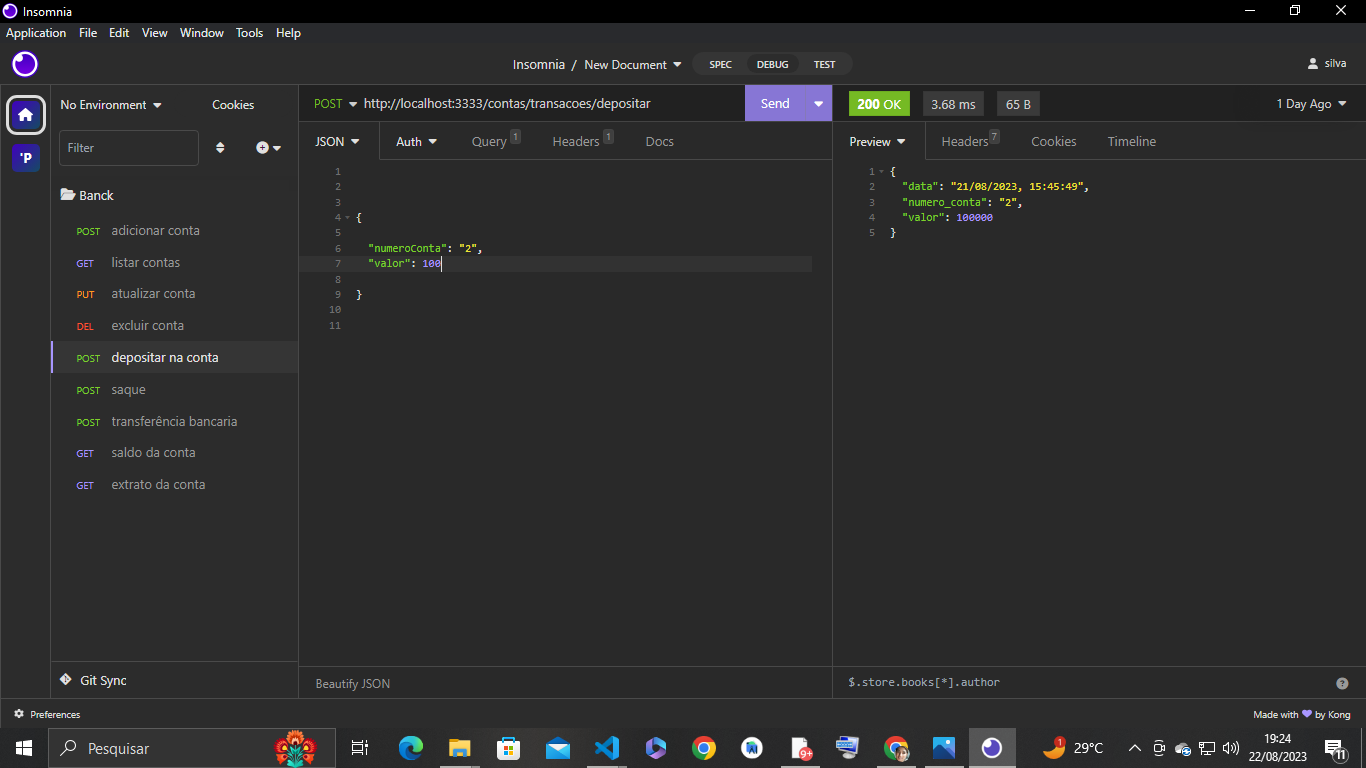 Insomnia
Application File Edit View Window Tools Help
Insomnia / New Document SPEC DEBUG TEST silva
No Environment Cookies
POST http://localhost:3333/contas/transacoes/depositar Send
200 OK 3.68 ms 65 B 1 Day Ago
Filter
JSON Auth Query 1 Headers 1 Docs
Preview Headers 7 Cookies Timeline
'P
Banck
POST adicionar conta
GET listar contas
PUT atualizar conta
DEL excluir conta
POST depositar na conta
POST saque
POST transferência bancaria
GET saldo da conta
GET extrato da conta
1
2
3
4 {
5
6 "numeroConta": "2",
7 "valor": 100
8
9 }
10
11
1 {
2 "data": "21/08/2023, 15:45:49",
3 "numero_conta": "2",
4 "valor": 100000
5 }
Git Sync
Beautify JSON
$.store.books[*].author
?
Preferences
Made with 💜 by Kong
Pesquisar
9+
1
29°C
19:24
22/08/2023
11